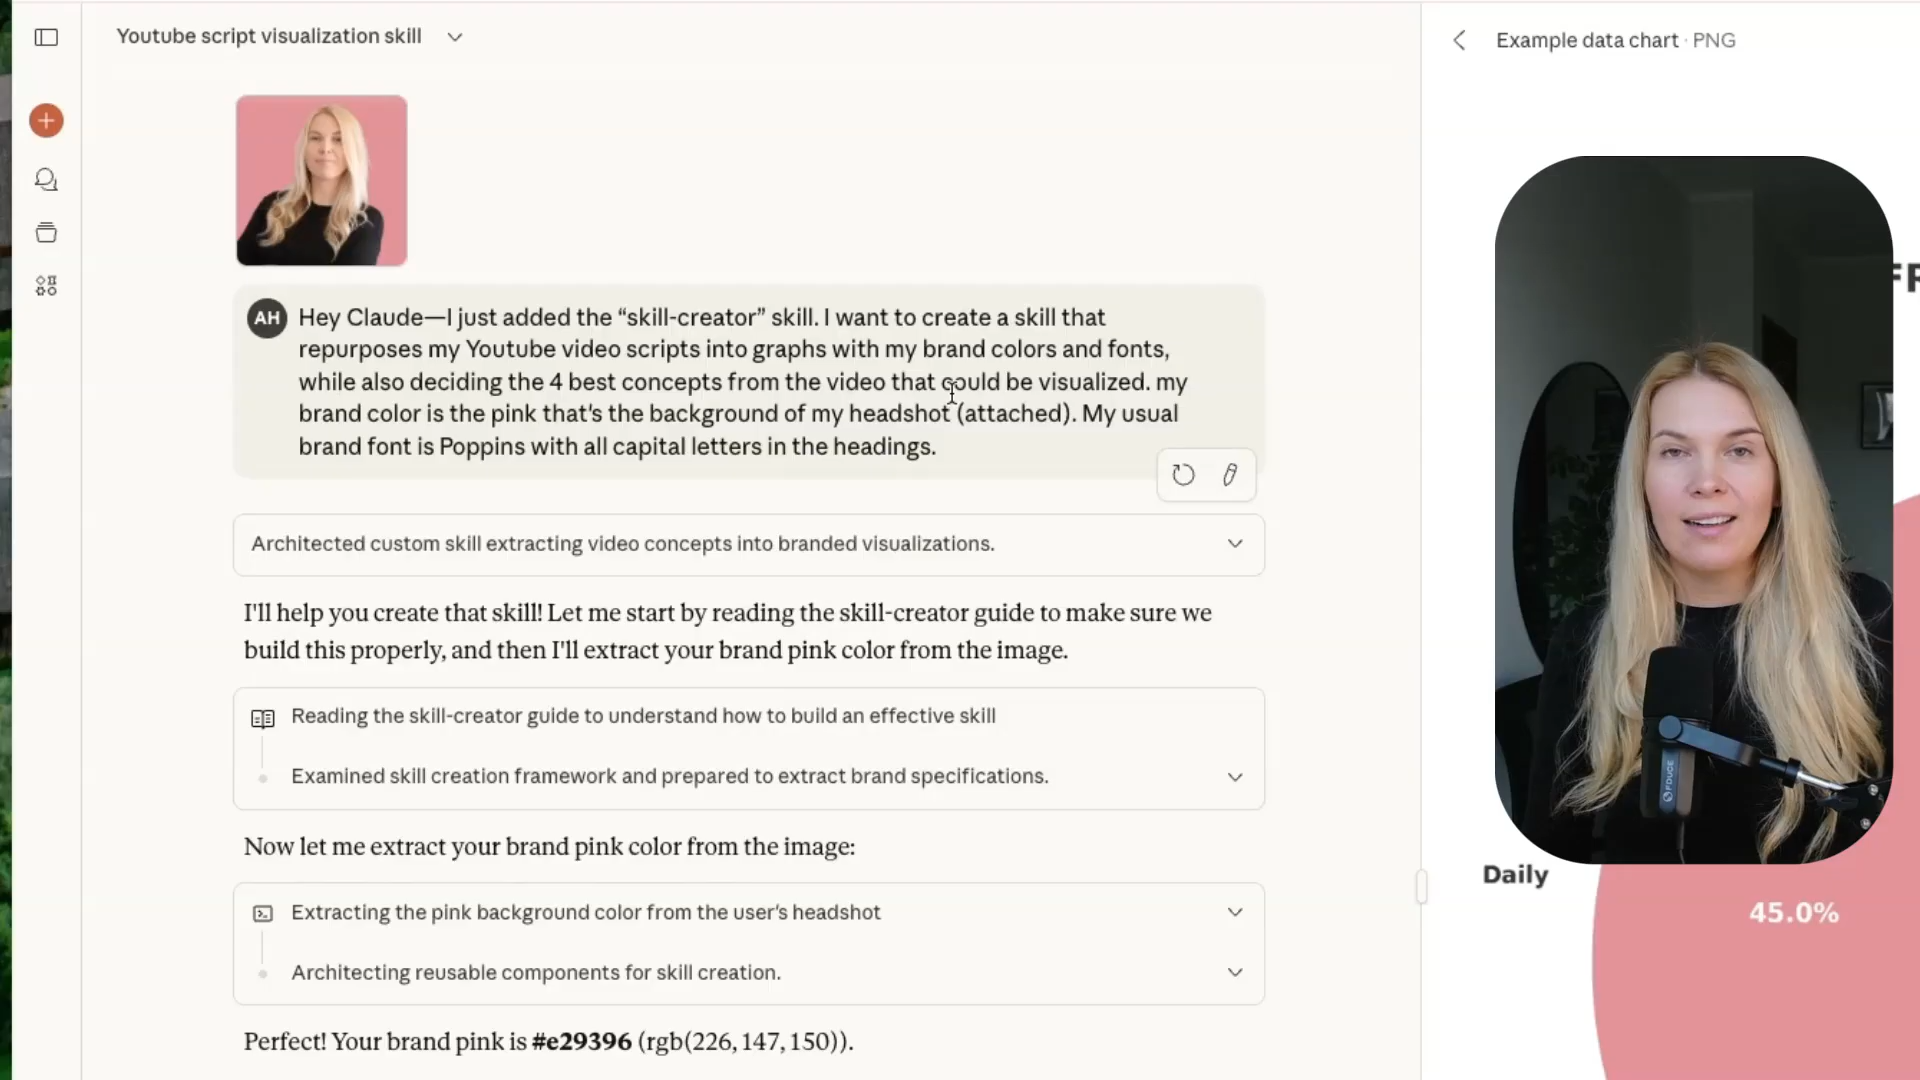 Youtube script visualization skill
Example data chart · PNG
AH
Hey Claude—I just added the “skill-creator” skill. I want to create a skill that
repurposes my Youtube video scripts into graphs with my brand colors and fonts,
while also deciding the 4 best concepts from the video that could be visualized. my
brand color is the pink that's the background of my headshot (attached). My usual
brand font is Poppins with all capital letters in the headings.
Architected custom skill extracting video concepts into branded visualizations.
I'll help you create that skill! Let me start by reading the skill-creator guide to make sure we
build this properly, and then I'll extract your brand pink color from the image.
Reading the skill-creator guide to understand how to build an effective skill
Examined skill creation framework and prepared to extract brand specifications.
Now let me extract your brand pink color from the image:
Extracting the pink background color from the user's headshot
Architecting reusable components for skill creation.
Perfect! Your brand pink is #e29396 (rgb(226, 147, 150)).
FIDUE
Daily
45.0%